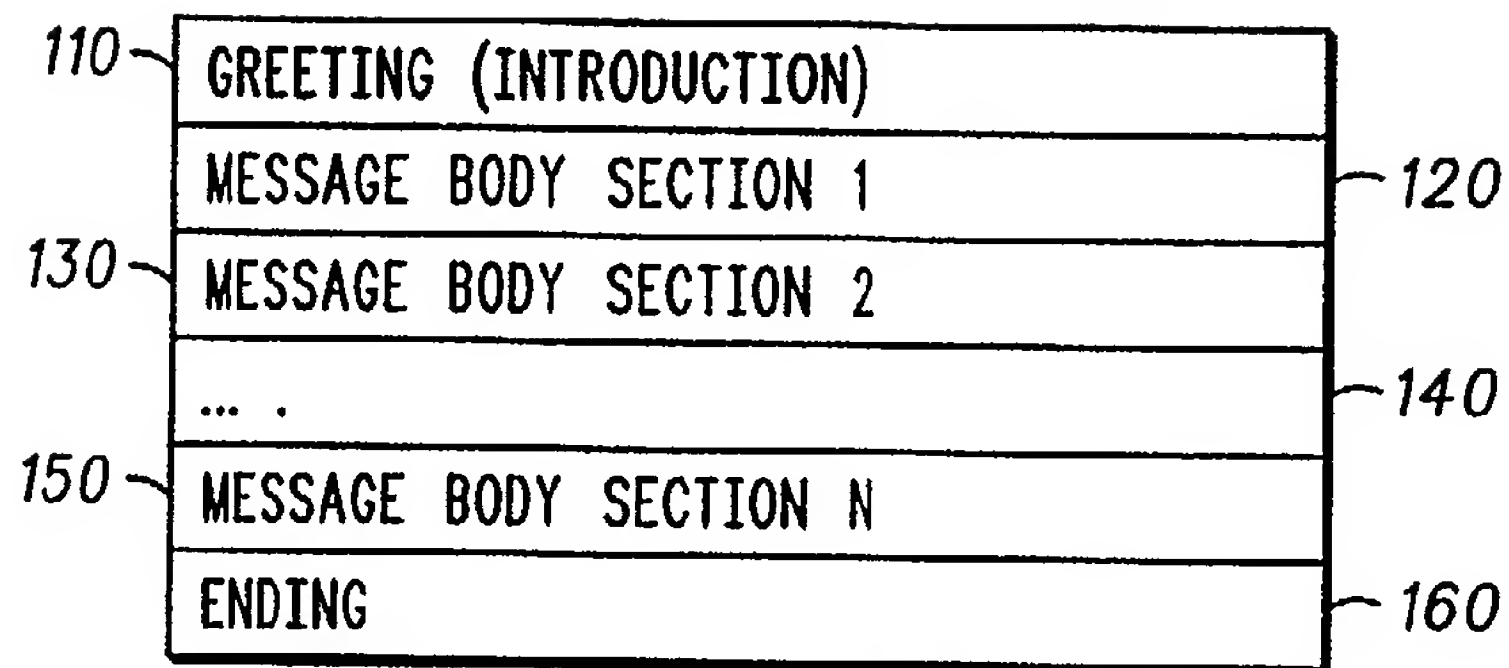 110 GREETING (INTRODUCTION)
MESSAGE BODY SECTION 1 120
130 MESSAGE BODY SECTION 2
... . 140
150 MESSAGE BODY SECTION N
ENDING 160